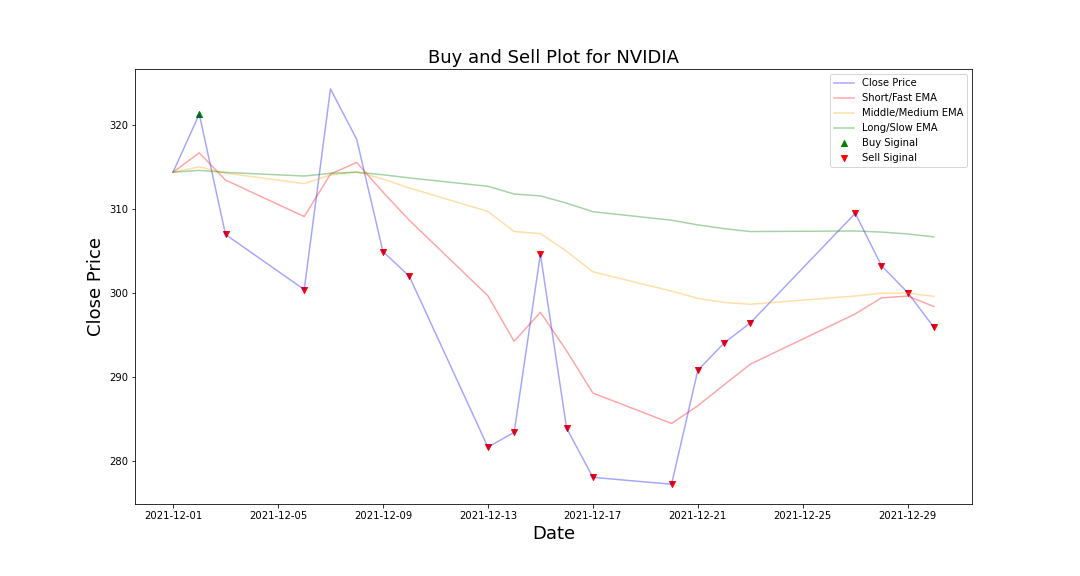 Buy and Sell Plot for NVIDIA
Close Price
Short/Fast EMA
Middle/Medium EMA
Long/Slow EMA
Buy Siginal
Sell Siginal
320
310
300
290
280
Close Price
2021-12-01 2021-12-05 2021-12-09 2021-12-13 2021-12-17 2021-12-21 2021-12-25 2021-12-29
Date